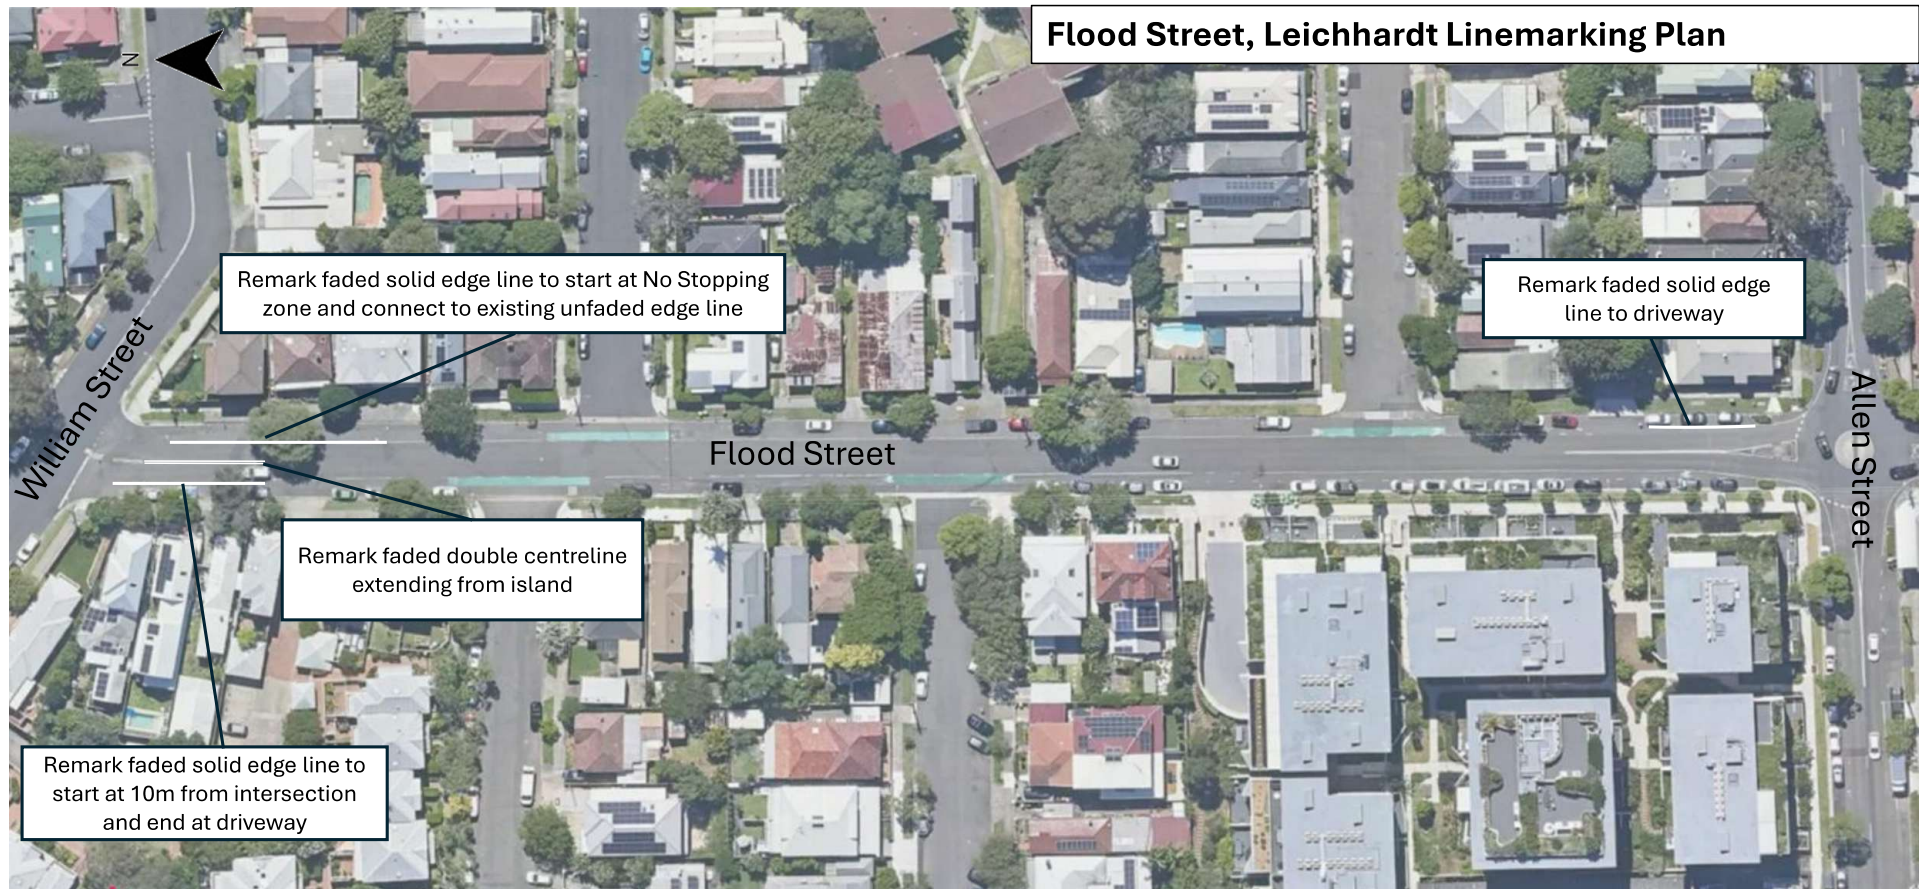 Flood Street, Leichhardt Linemarking Plan
N
Remark faded solid edge line to start at No Stopping
zone and connect to existing unfaded edge line
Remark faded solid edge
line to driveway
William Street
Flood Street
Allen Street
Remark faded double centreline
extending from island
Remark faded solid edge line to
start at 10m from intersection
and end at driveway